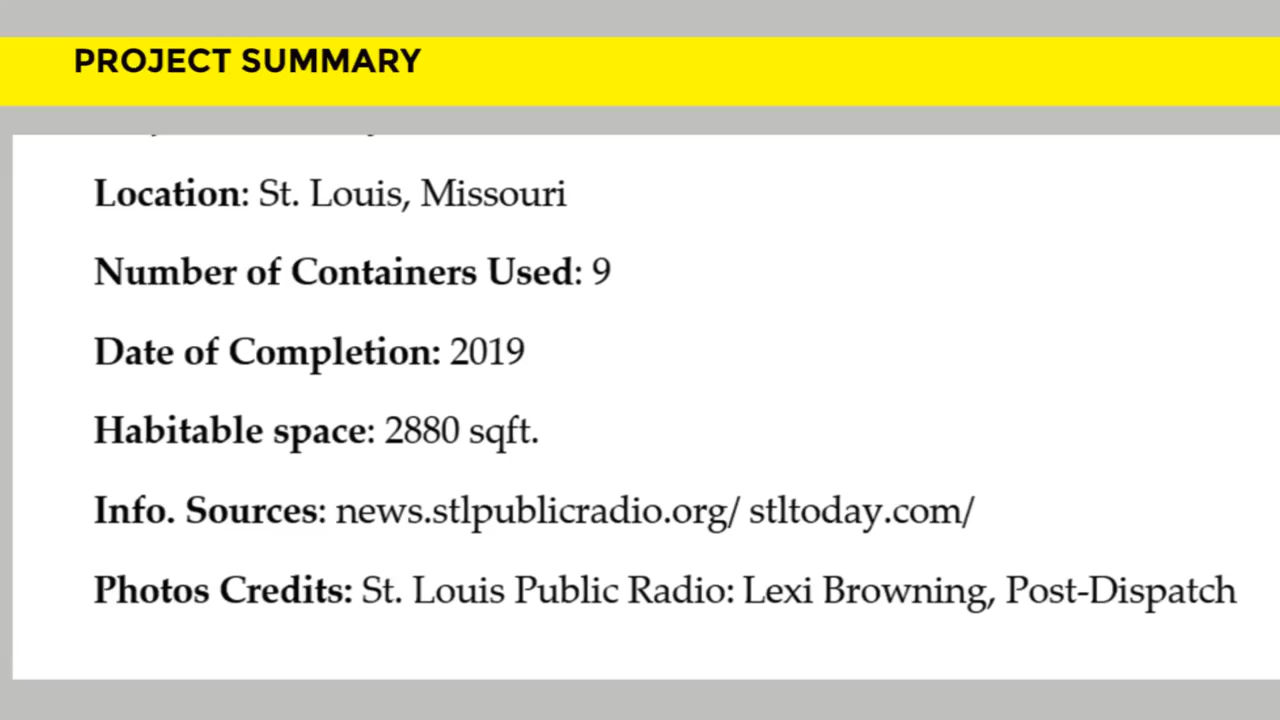 PROJECT SUMMARY
Location: St. Louis, Missouri
Number of Containers Used: 9
Date of Completion: 2019
Habitable space: 2880 sqft.
Info. Sources: news.stlpublicradio.org/ stltoday.com/
Photos Credits: St. Louis Public Radio: Lexi Browning, Post-Dispatch